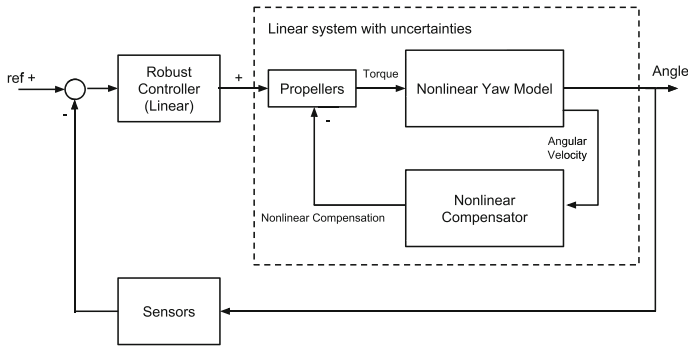 Linear system with uncertainties
ref +
Robust
Controller
(Linear)
+
Propellers
Torque
Nonlinear Yaw Model
Angle
-
-
Angular
Velocity
Nonlinear
Compensator
Nonlinear Compensation
Sensors